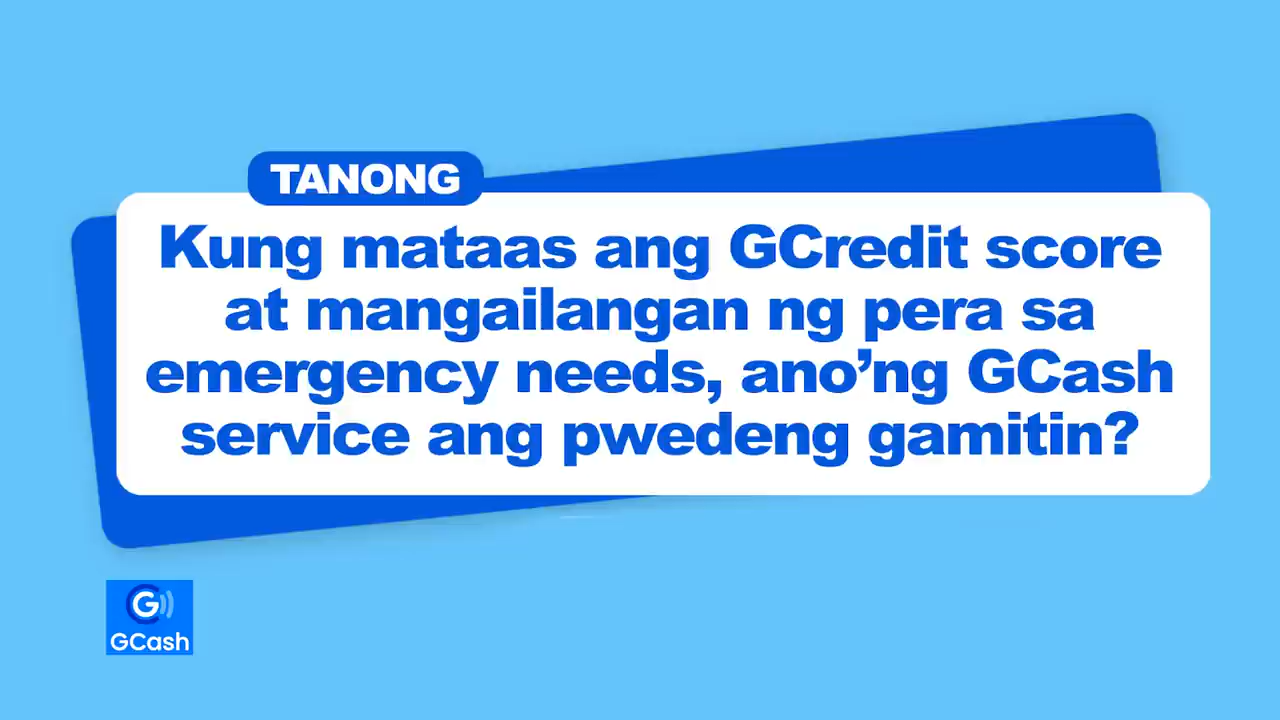 TANONG
Kung mataas ang GCredit score
at mangailangan ng pera sa
emergency needs, ano’ng GCash
service ang pwedeng gamitin?
G
GCash